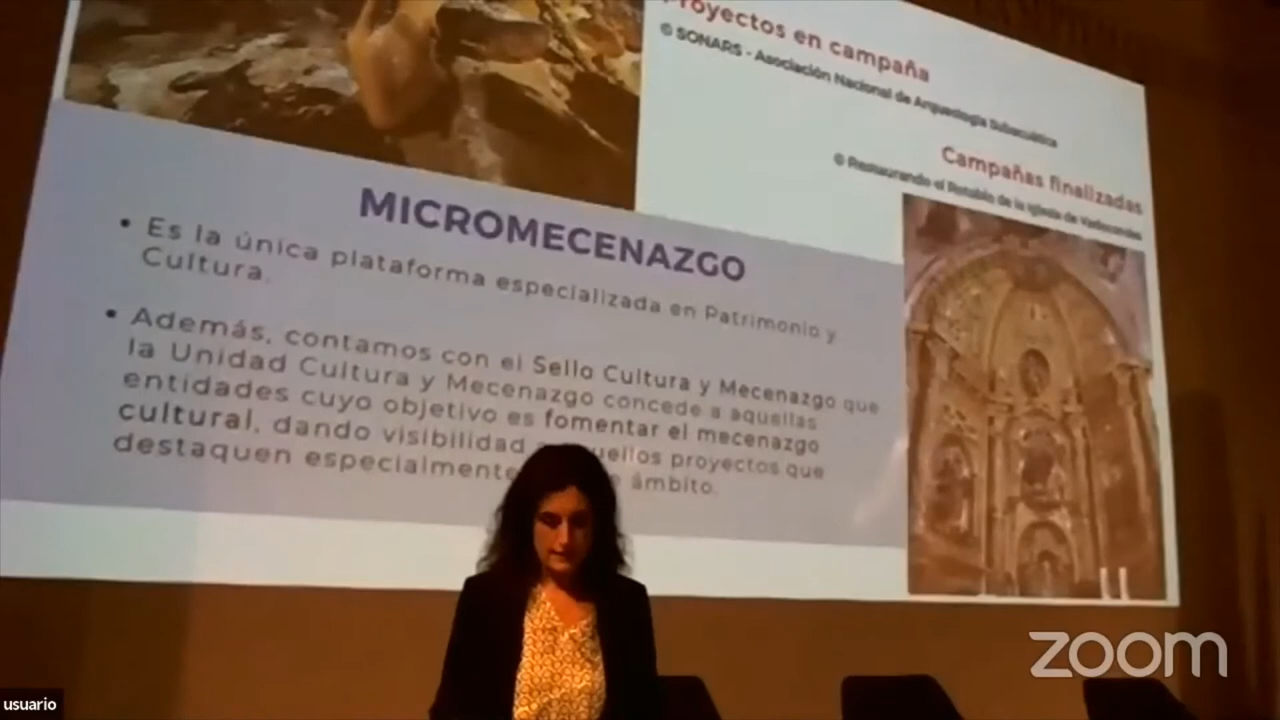 Proyectos en campaña
© SONARS - Asociación Nacional de Arqueología Subacuática
Campañas finalizadas
© Restaurando el Retablo de la Iglesia de
MICROMECENAZGO
• Es la única plataforma especializada en Patrimonio y
Cultura.
• Además, contamos con el Sello Cultura y Mecenazgo que
la Unidad Cultura y Mecenazgo concede a aquellas
entidades cuyo objetivo es fomentar el mecenazgo
cultural, dando visibilidad uellos proyectos que
destaquen especialmente ámbito.
zoom
usuario